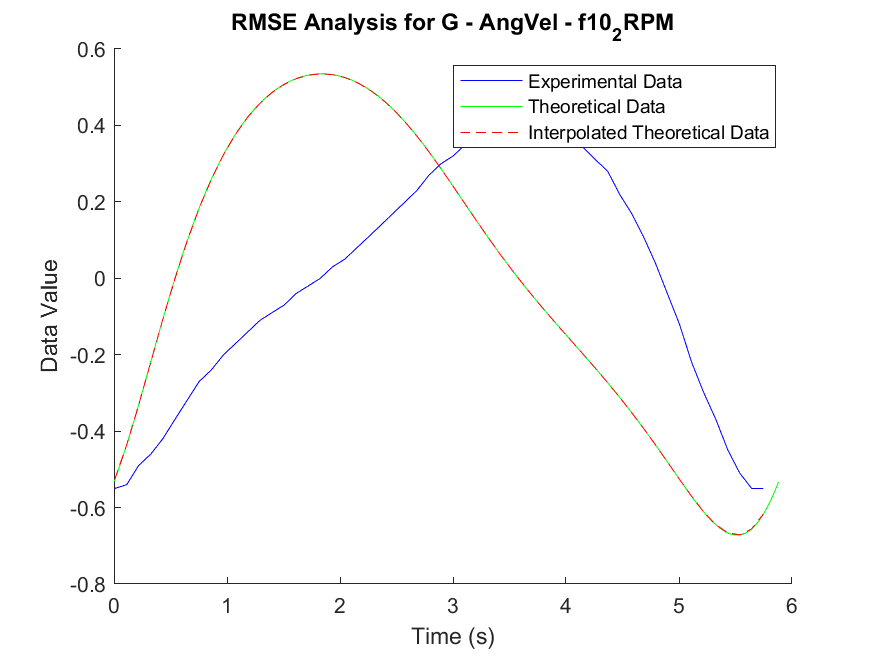 RMSE Analysis for G - AngVel - f10₂RPM
Experimental Data
Theoretical Data
Interpolated Theoretical Data
0.6
0.4
0.2
0
-0.2
-0.4
-0.6
-0.8
Data Value
0 1 2 3 4 5 6
Time (s)